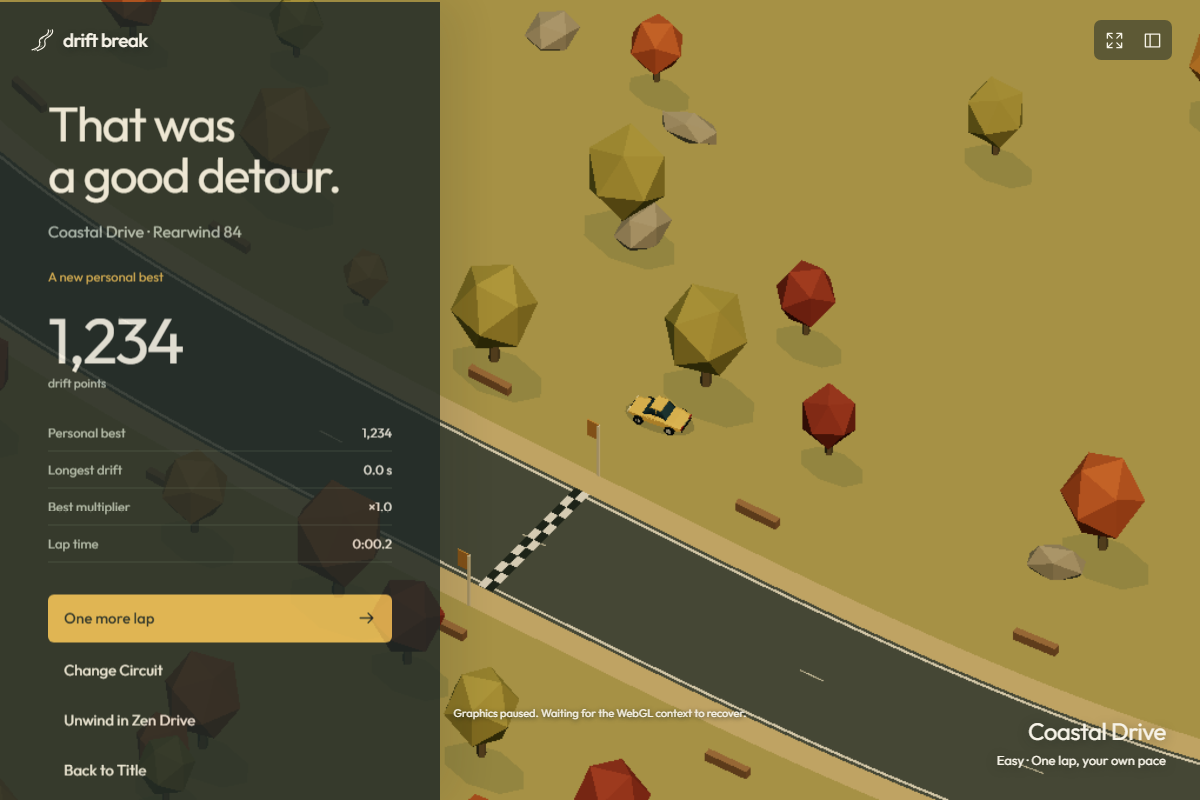 drift break
That was
a good detour.
Coastal Drive · Rearwind 84
A new personal best
1,234
drift points
Personal best 1,234
Longest drift 0.0 s
Best multiplier ×1.0
Lap time 0:00.2
One more lap →
Change Circuit
Unwind in Zen Drive
Back to Title
Graphics paused. Waiting for the WebGL context to recover.
Coastal Drive
Easy · One lap, your own pace